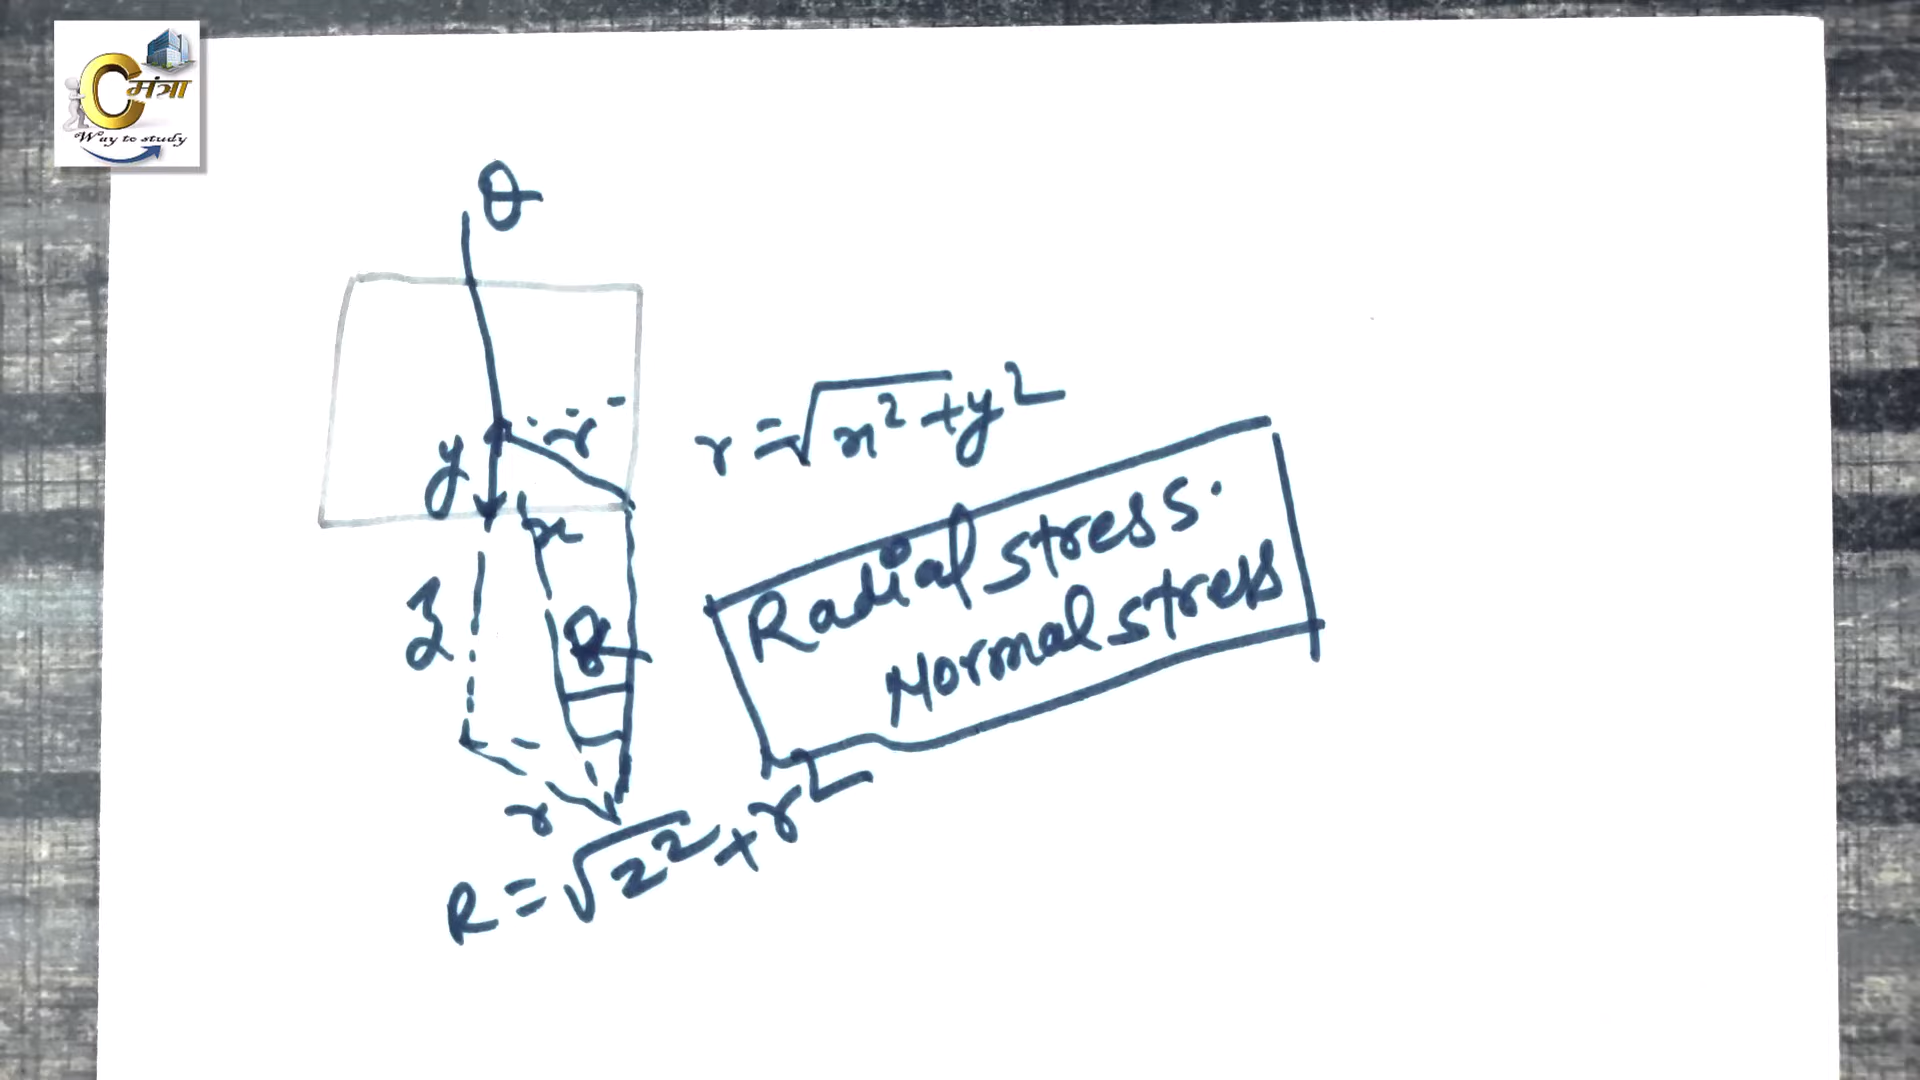 C मंत्रा
Way to study
Q
r
y
x
r = √x² + y²
Radial stress.
Normal stress
z
r
R = √z² + r²